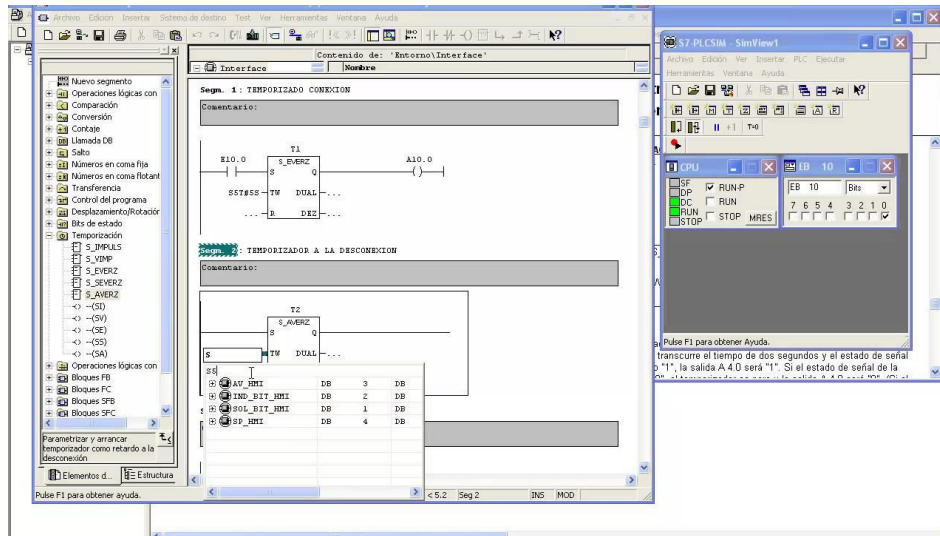 Archivo Edición Insertar Sistema de destino Test Ver Herramientas Ventana Ayuda
Contenido de: 'Entorno\Interface'
Interface
Nombre
Nuevo segmento
Operaciones lógicas con
Comparación
Conversión
Contaje
Llamada DB
Salto
Números en coma fija
Números en coma flotant
Transferencia
Control del programa
Desplazamiento/Rotación
Bits de estado
Temporización
S_IMPULS
S_VIMP
S_EVERZ
S_SEVERZ
S_AVERZ
--(SI)
--(SV)
--(SE)
--(SS)
--(SA)
Operaciones lógicas con
Bloques FB
Bloques FC
Bloques SFB
Bloques SFC
Parametrizar y arrancar
temporizador como retardo a la
desconexión
Elementos d...
Estructura
Pulse F1 para obtener ayuda.
Segm. 1: TEMPORIZADO CONEXION
Comentario:
T1
E10.0
S_EVERZ
A10.0
S Q
S5T#5S TW DUAL ...
... R DEZ ...
Segm. 2: TEMPORIZADOR A LA DESCONEXION
Comentario:
T2
S_AVERZ
S Q
S
TW DUAL ...
S5
AV_HMI DB 3 DB
IND_BIT_HMI DB 2 DB
SOL_BIT_HMI DB 1 DB
SP_HMI DB 4 DB
< 5.2 Seg 2 INS MOD
S7-PLCSIM - SimView1
Archivo Edición Ver Insertar PLC Ejecutar
Herramientas Ventana Ayuda
T=0
CPU
SF
DP
DC
RUN
STOP
RUN-P
RUN
STOP
MRES
EB 10
EB 10
Bits
7 6 5 4 3 2 1 0
Pulse F1 para obtener Ayuda.
transcurre el tiempo de dos segundos y el estado de señal
"1", la salida A 4.0 será "1". Si el estado de señal de la